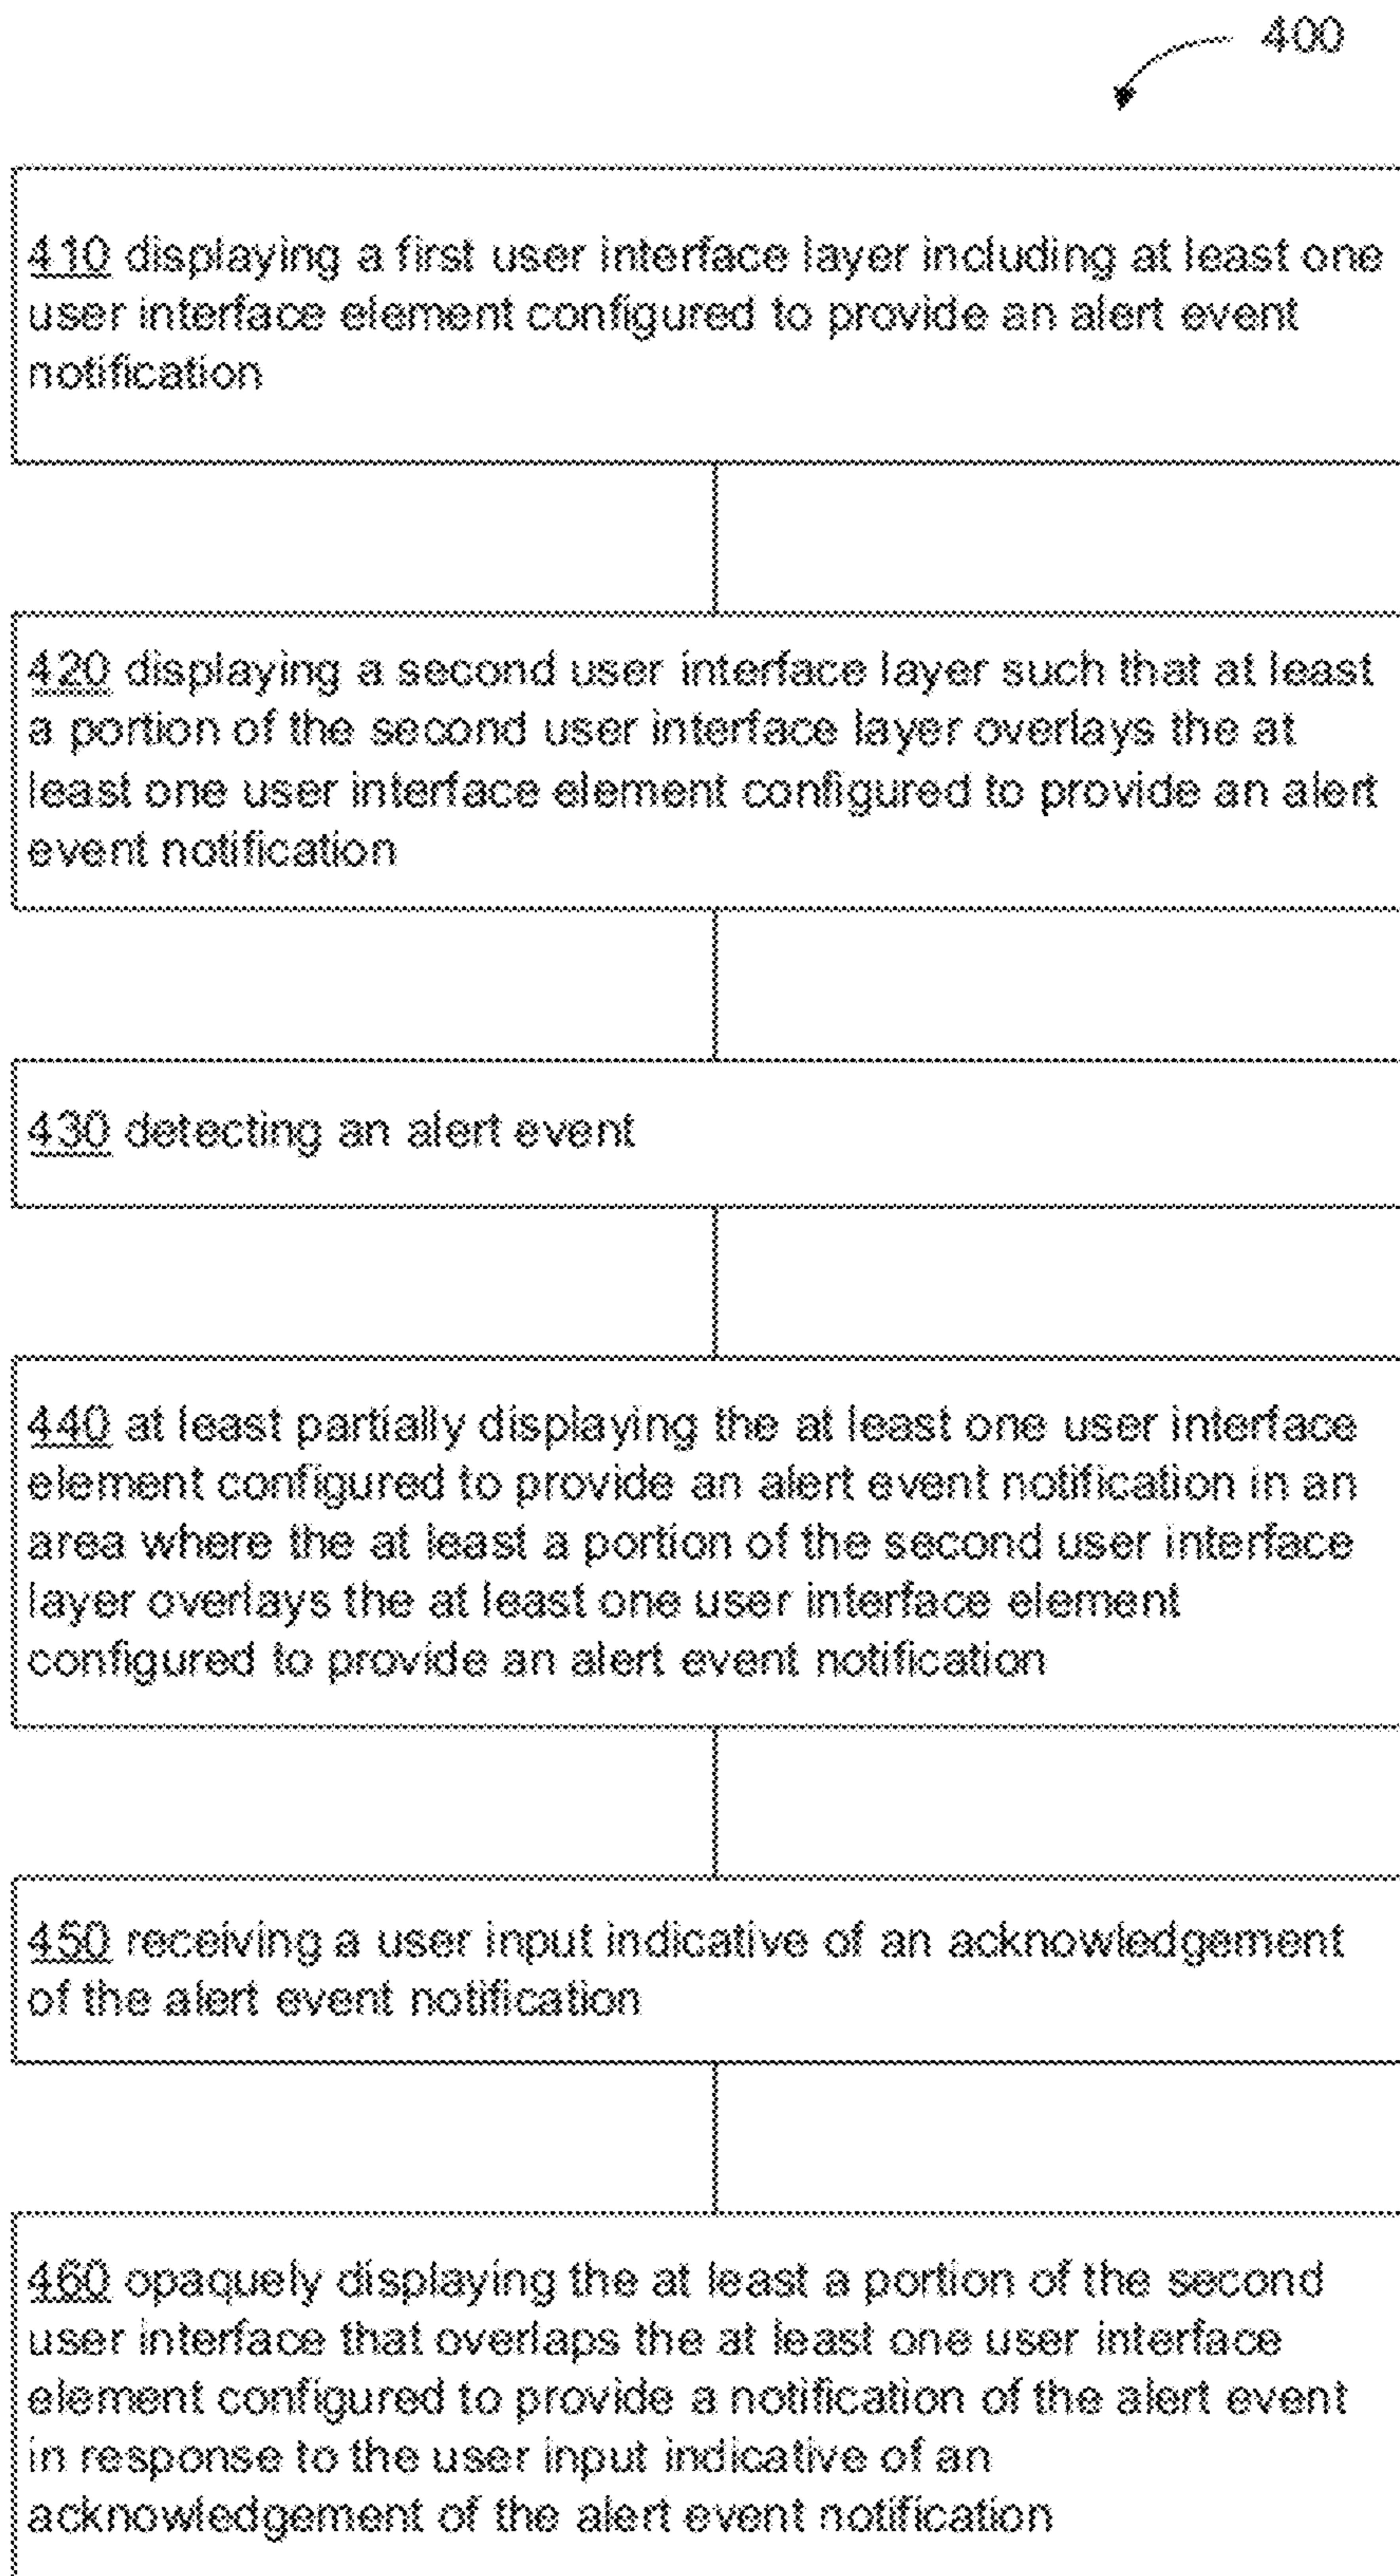 400
410 displaying a first user interface layer including at least one
user interface element configured to provide an alert event
notification
420 displaying a second user interface layer such that at least
a portion of the second user interface layer overlays the at
least one user interface element configured to provide an alert
event notification
430 detecting an alert event
440 at least partially displaying the at least one user interface
element configured to provide an alert event notification in an
area where the at least a portion of the second user interface
layer overlays the at least one user interface element
configured to provide an alert event notification
450 receiving a user input indicative of an acknowledgement
of the alert event notification
460 opaquely displaying the at least a portion of the second
user interface that overlaps the at least one user interface
element configured to provide a notification of the alert event
in response to the user input indicative of an
acknowledgement of the alert event notification